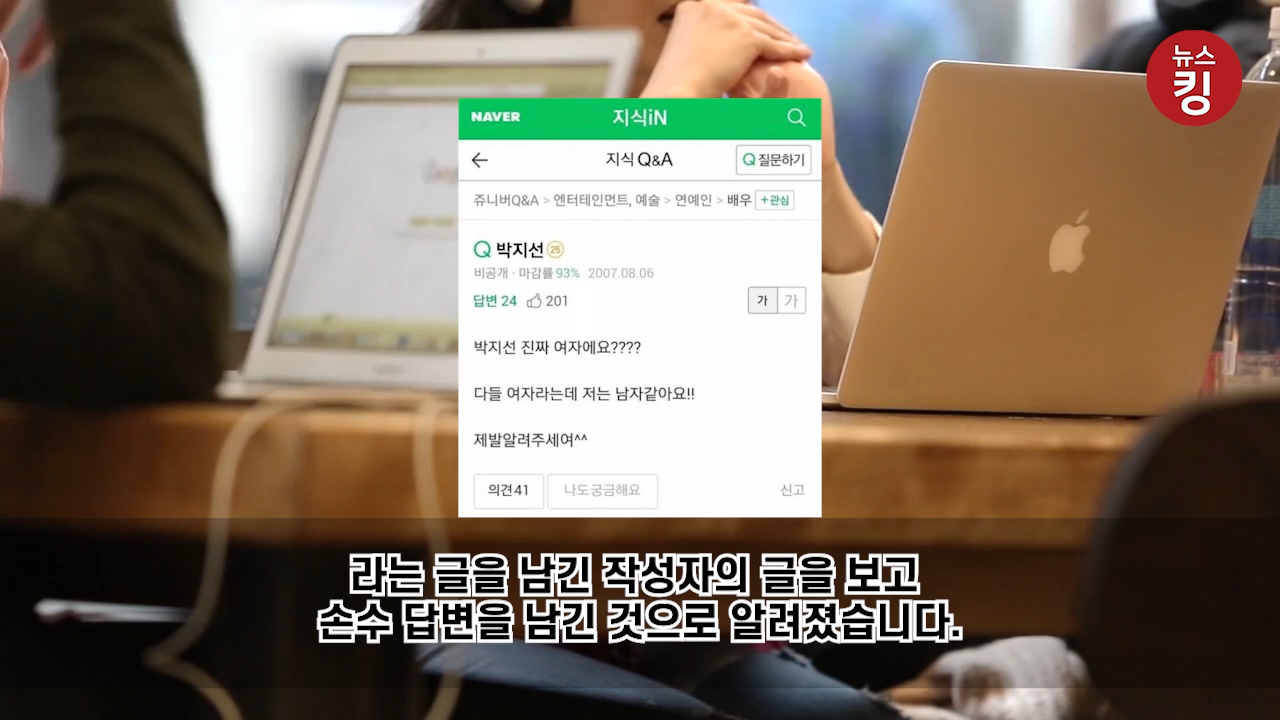 뉴스
킹
NAVER 지식iN
지식 Q&A Q 질문하기
쥬니버Q&A > 엔터테인먼트, 예술 > 연예인 > 배우 +관심
Q 박지선 25
비공개 · 마감률 93% 2007.08.06
답변 24 201 가 가
박지선 진짜 여자에요????
다들 여자라는데 저는 남자같아요!!
제발알려주세여^^
의견 41 나도 궁금해요 신고
라는 글을 남긴 작성자의 글을 보고
손수 답변을 남긴 것으로 알려졌습니다.